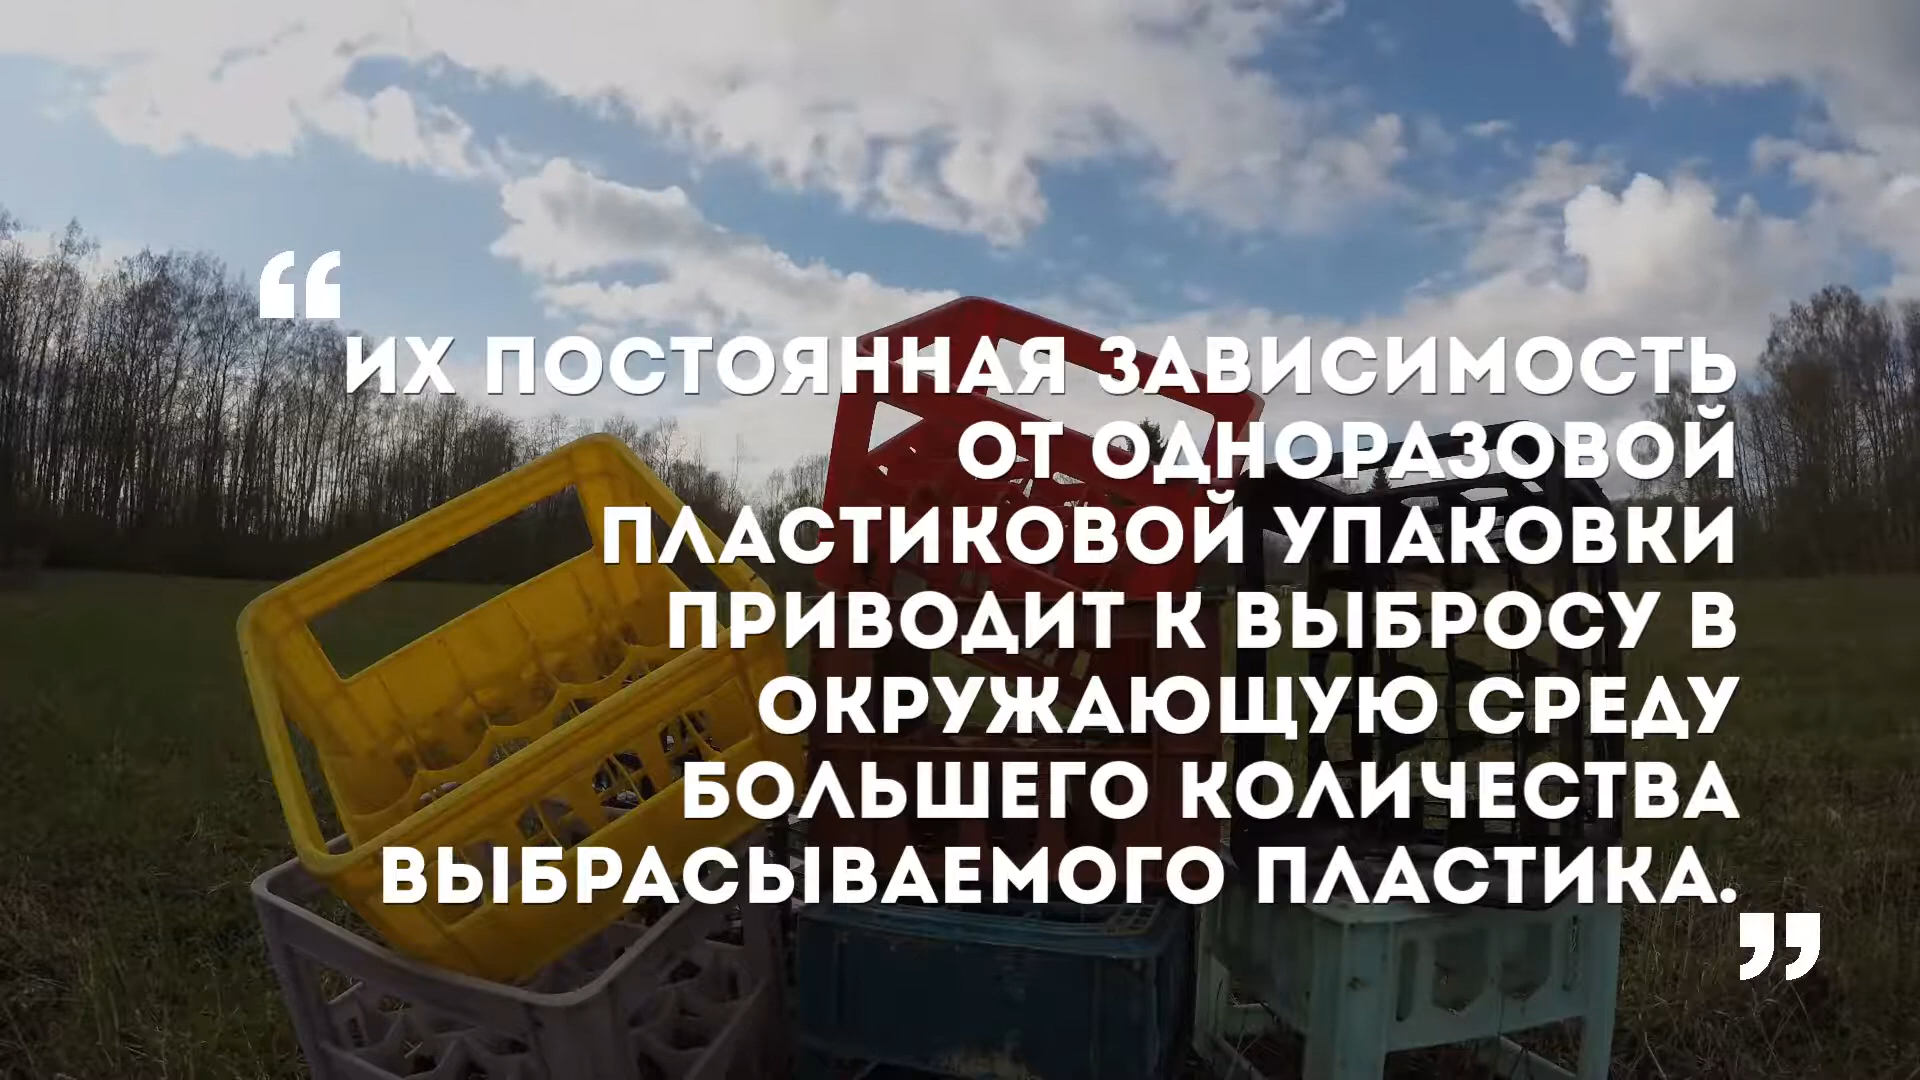 “
ИХ ПОСТОЯННАЯ ЗАВИСИМОСТЬ
ОТ ОДНОРАЗОВОЙ
ПЛАСТИКОВОЙ УПАКОВКИ
ПРИВОДИТ К ВЫБРОСУ В
ОКРУЖАЮЩУЮ СРЕДУ
БОЛЬШЕГО КОЛИЧЕСТВА
ВЫБРАСЫВАЕМОГО ПЛАСТИКА.
”